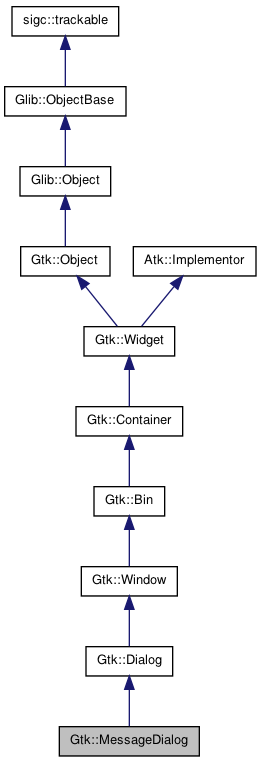 sigc::trackable
Glib::ObjectBase
Glib::Object
Gtk::Object
Atk::Implementor
Gtk::Widget
Gtk::Container
Gtk::Bin
Gtk::Window
Gtk::Dialog
Gtk::MessageDialog